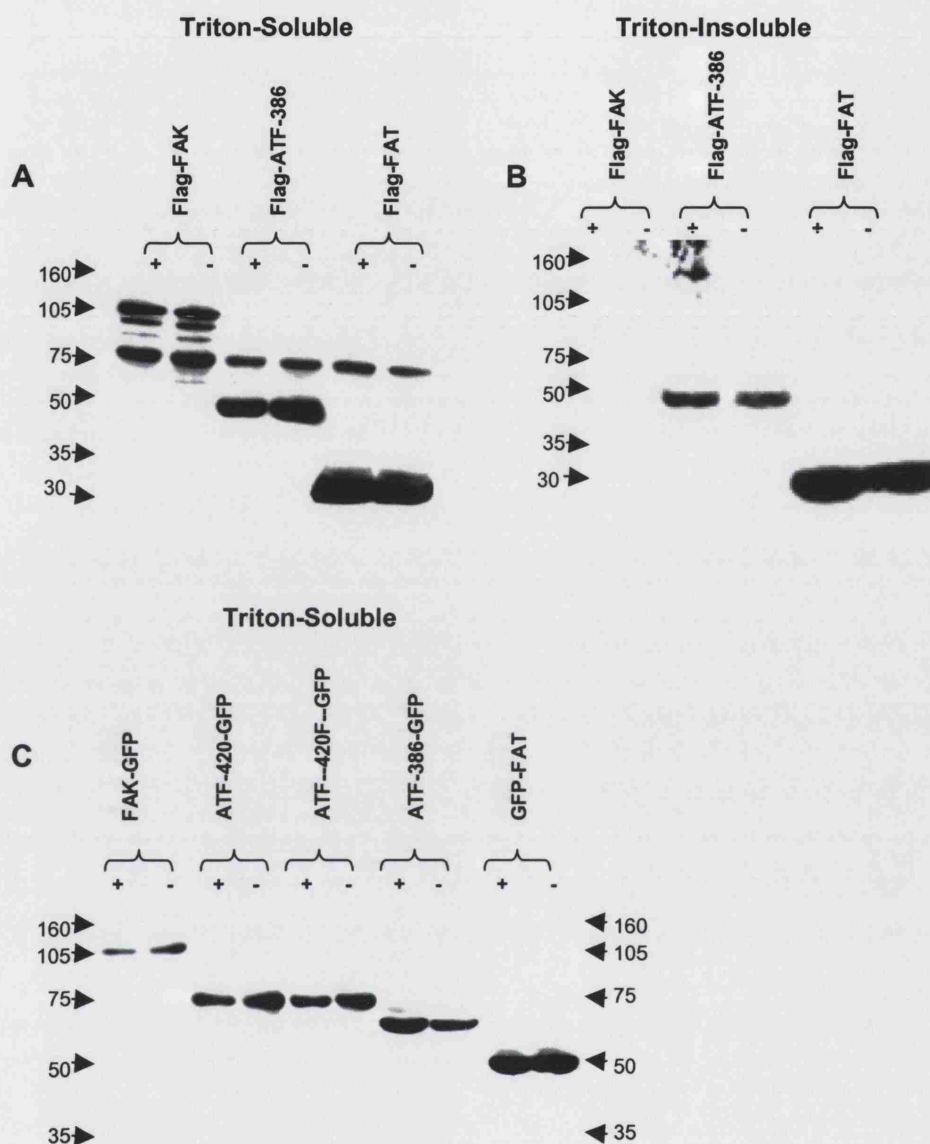 Triton-Soluble
A
Flag-FAK
Flag-ATF-386
Flag-FAT
+ - + - + -
160
105
75
50
35
30
Triton-Insoluble
B
Flag-FAK
Flag-ATF-386
Flag-FAT
+ - + - + -
160
105
75
50
35
30
Triton-Soluble
C
FAK-GFP
ATF-420-GFP
ATF--420F--GFP
ATF-386-GFP
GFP-FAT
+ - + - + - + - + -
160
105
75
50
35
160
105
75
50
35